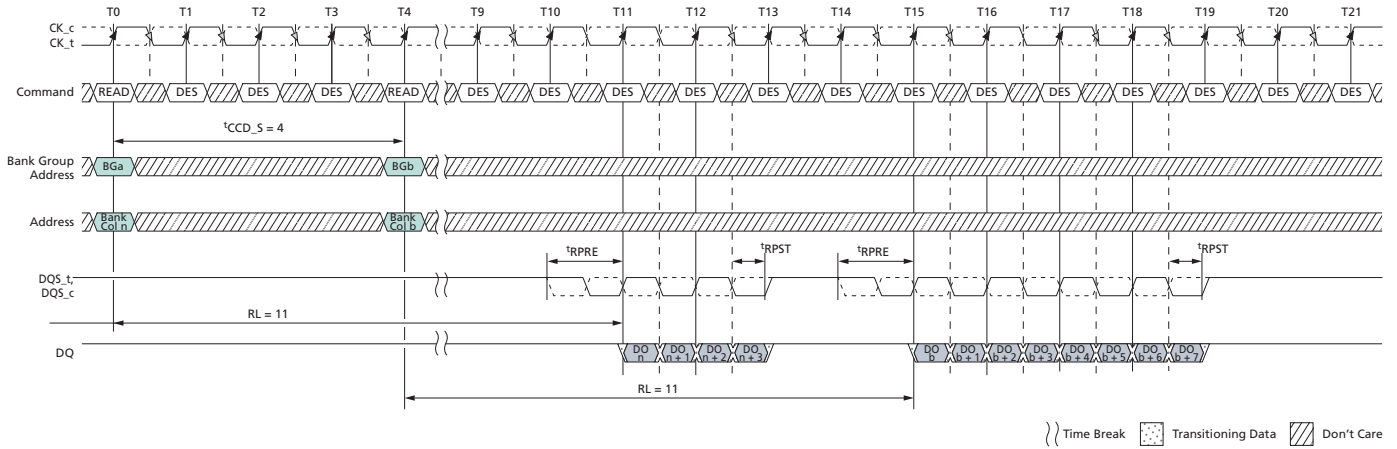 T0 T1 T2 T3 T4 T9 T10 T11 T12 T13 T14 T15 T16 T17 T18 T19 T20 T21
CK_c
CK_t
Command READ DES DES DES READ DES DES DES DES DES DES DES DES DES DES DES DES DES
tCCD_S = 4
Bank Group
Address
BGa BGb
Address
Bank
Col n
Bank
Col b
tRPRE tRPST tRPRE tRPST
DQS_t,
DQS_c
RL = 11
DQ
DO
n
DO
n + 1
DO
n + 2
DO
n + 3
DO
b
DO
b + 1
DO
b + 2
DO
b + 3
DO
b + 4
DO
b + 5
DO
b + 6
DO
b + 7
RL = 11
Time Break Transitioning Data Don't Care